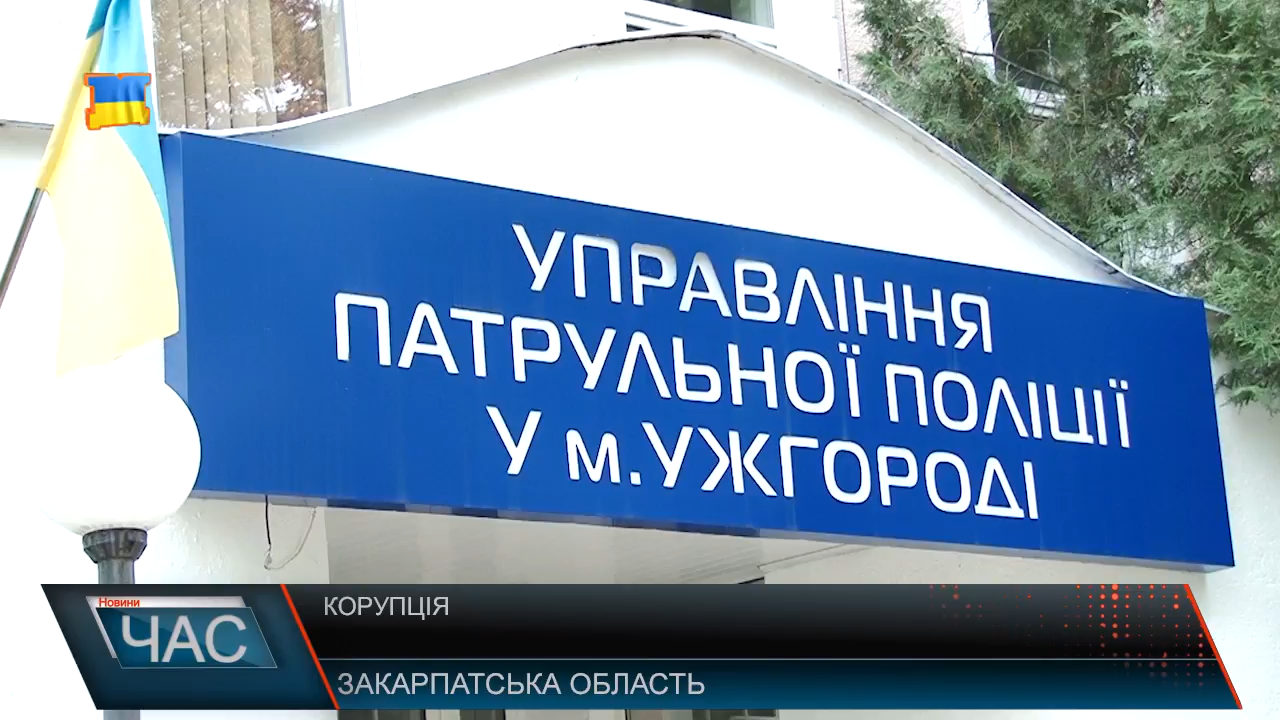 УПРАВЛІННЯ
ПАТРУЛЬНОЇ ПОЛІЦІЇ
У м.УЖГОРОДІ
Новини
ЧАС
КОРУПЦІЯ
ЗАКАРПАТСЬКА ОБЛАСТЬ